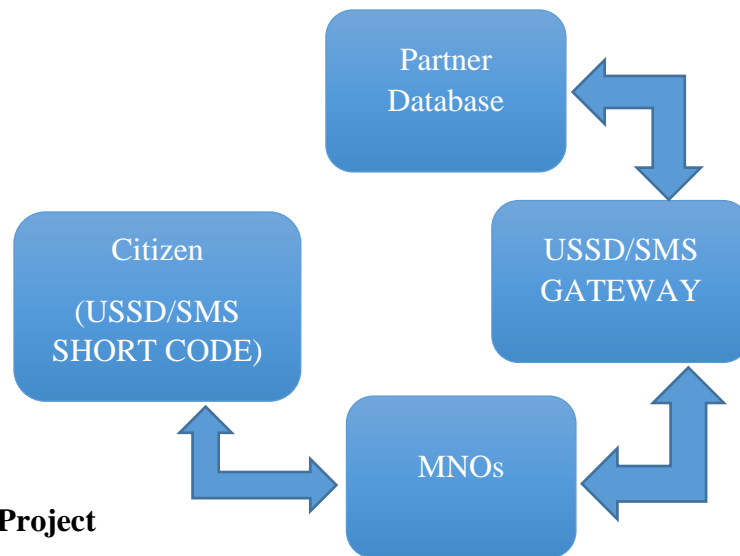 Partner
Database
Citizen
(USSD/SMS
SHORT CODE)
USSD/SMS
GATEWAY
MNOs
Project